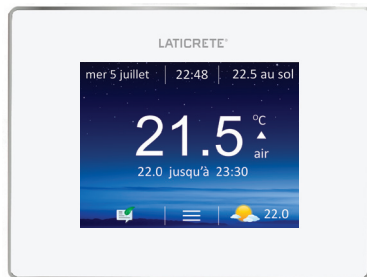 LATICRETE®
mer 5 juillet | 22:48 | 22.5 au sol
21.5 °C
air
22.0 jusqu'à 23:30
22.0